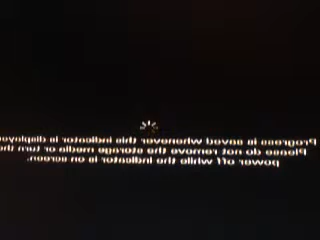 Progress is saved whenever this indicator is displayed
Please do not remove the storage media or turn the
power off while the indicator is on screen.